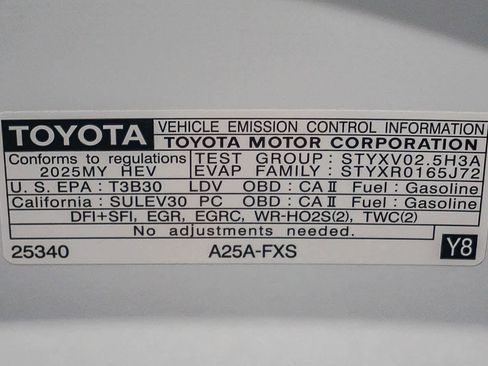 TOYOTA VEHICLE EMISSION CONTROL INFORMATION
TOYOTA MOTOR CORPORATION
Conforms to regulations TEST GROUP : STYXV02.5H3A
2025MY HEV EVAP FAMILY : STYXR0165J72
U.S. EPA : T3B30 LDV OBD : CA II Fuel : Gasoline
California : SULEV30 PC OBD : CA II Fuel : Gasoline
DFI+SFI, EGR, EGRC, WR-HO2S(2), TWC(2)
No adjustments needed.
25340 A25A-FXS Y8